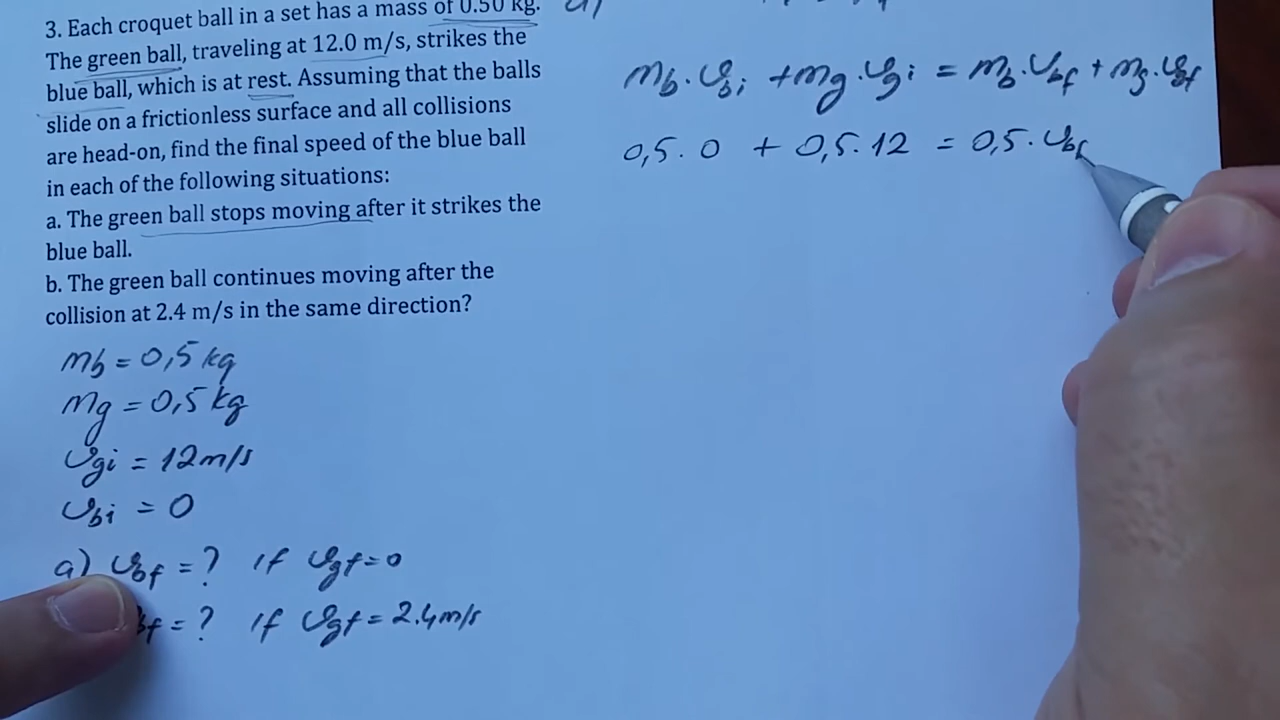 3. Each croquet ball in a set has a mass of 0.50 kg.
The green ball, traveling at 12.0 m/s, strikes the
blue ball, which is at rest. Assuming that the balls
slide on a frictionless surface and all collisions
are head-on, find the final speed of the blue ball
in each of the following situations:
a. The green ball stops moving after it strikes the
blue ball.
b. The green ball continues moving after the
collision at 2.4 m/s in the same direction?
mb = 0,5 kg
mg = 0,5 kg
vgi = 12 m/s
vbi = 0
a) vbf = ? if vgf = 0
bf = ? if vgf = 2.4 m/s
mb · vbi + mg · vgi = mb · vbf + mg · vgf
0,5 · 0 + 0,5 · 12 = 0,5 · vbf